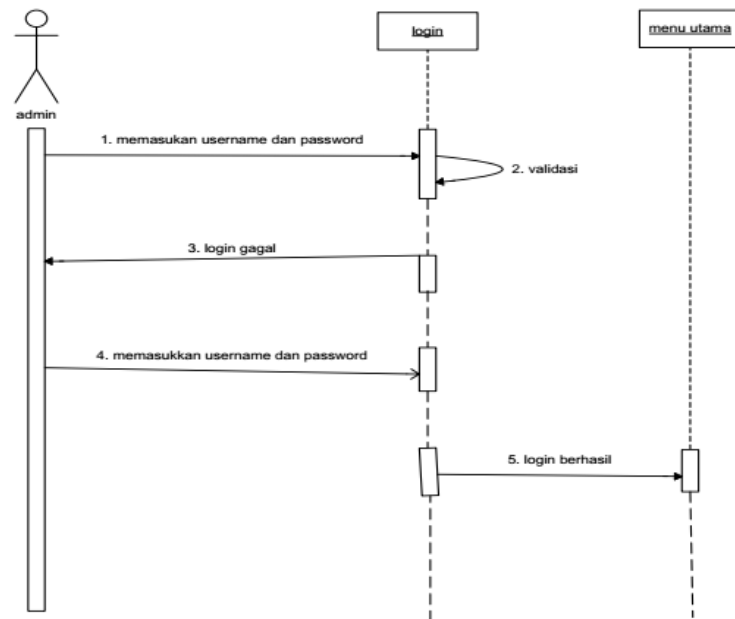 login
menu utama
admin
1. memasukan username dan password
2. validasi
3. login gagal
4. memasukkan username dan password
5. login berhasil